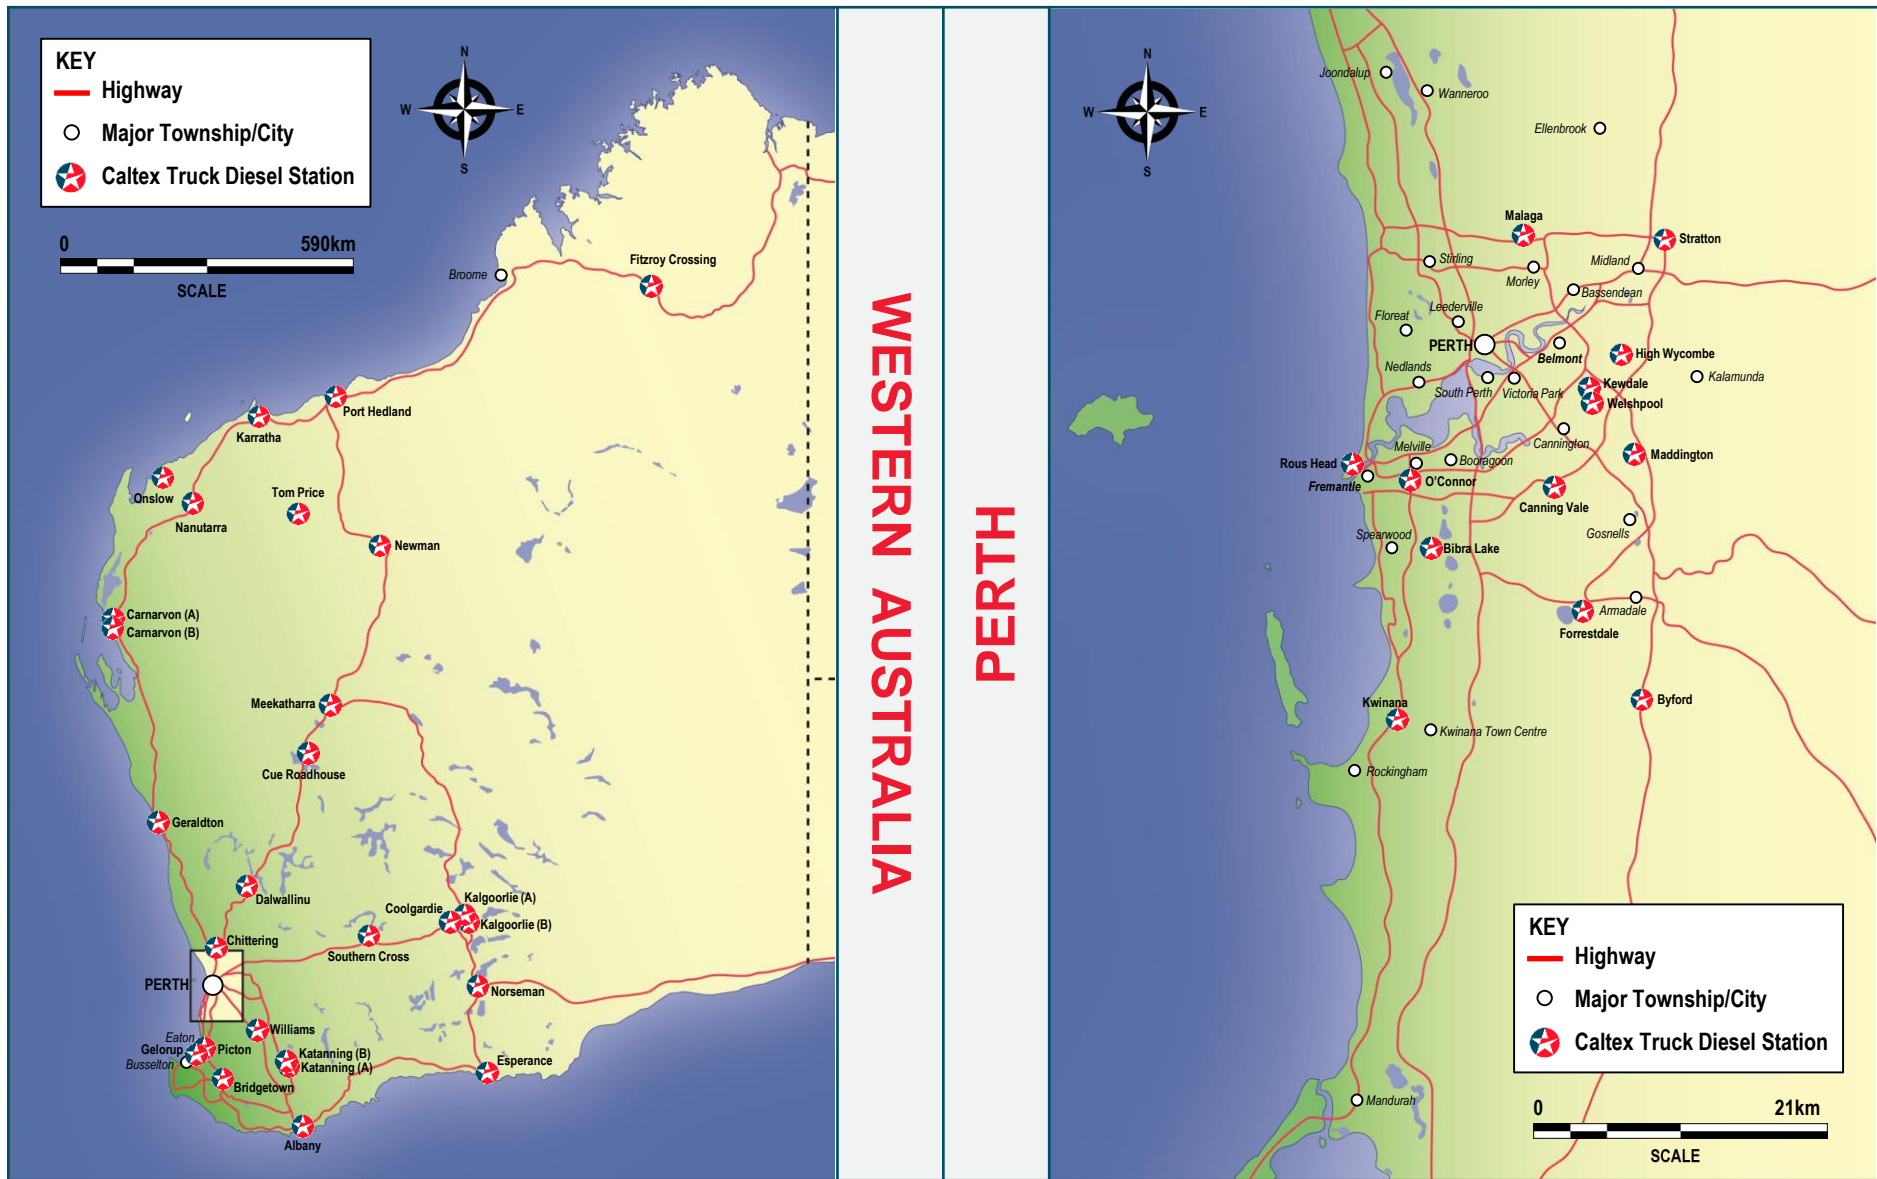 KEY
Highway
Major Township/City
Caltex Truck Diesel Station
0 590km
SCALE
N
W E
S
Broome
Fitzroy Crossing
Port Hedland
Karratha
Onslow
Nanutarra
Tom Price
Newman
Carnarvon (A)
Carnarvon (B)
Meekatharra
Cue Roadhouse
Geraldton
Dalwallinu
Coolgardie
Kalgoorlie (A)
Kalgoorlie (B)
Chittering
Southern Cross
PERTH
Norseman
Williams
Eaton
Gelorup
Picton
Busselton
Katanning (B)
Katanning (A)
Bridgetown
Esperance
Albany
WESTERN AUSTRALIA
PERTH
N
W E
S
Joondalup
Wanneroo
Ellenbrook
Malaga
Stratton
Stirling
Morley
Midland
Bassendean
Leederville
Floreat
PERTH
Belmont
High Wycombe
Nedlands
South Perth
Victoria Park
Kewdale
Kalamunda
Welshpool
Cannington
Melville
Booragoon
Maddington
Rous Head
Fremantle
O'Connor
Canning Vale
Gosnells
Spearwood
Bibra Lake
Armadale
Forrestdale
Kwinana
Byford
Kwinana Town Centre
Rockingham
Mandurah
KEY
Highway
Major Township/City
Caltex Truck Diesel Station
0 21km
SCALE